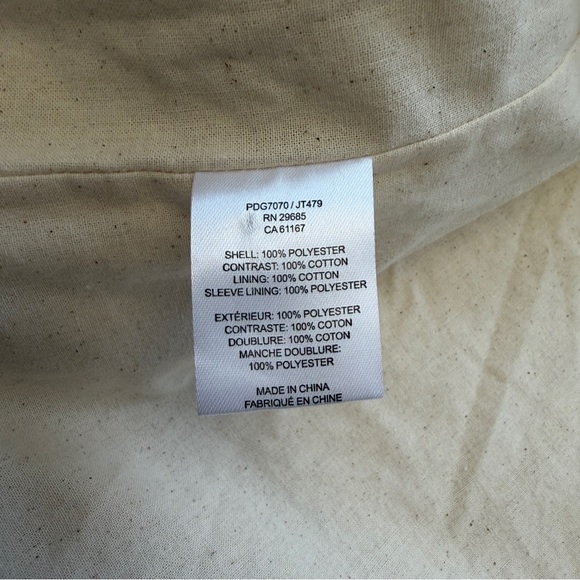 PDG7070 / JT479
RN 29685
CA 61167
SHELL: 100% POLYESTER
CONTRAST: 100% COTTON
LINING: 100% COTTON
SLEEVE LINING: 100% POLYESTER
EXTÉRIEUR: 100% POLYESTER
CONTRASTE: 100% COTON
DOUBLURE: 100% COTON
MANCHE DOUBLURE:
100% POLYESTER
MADE IN CHINA
FABRIQUÉ EN CHINE